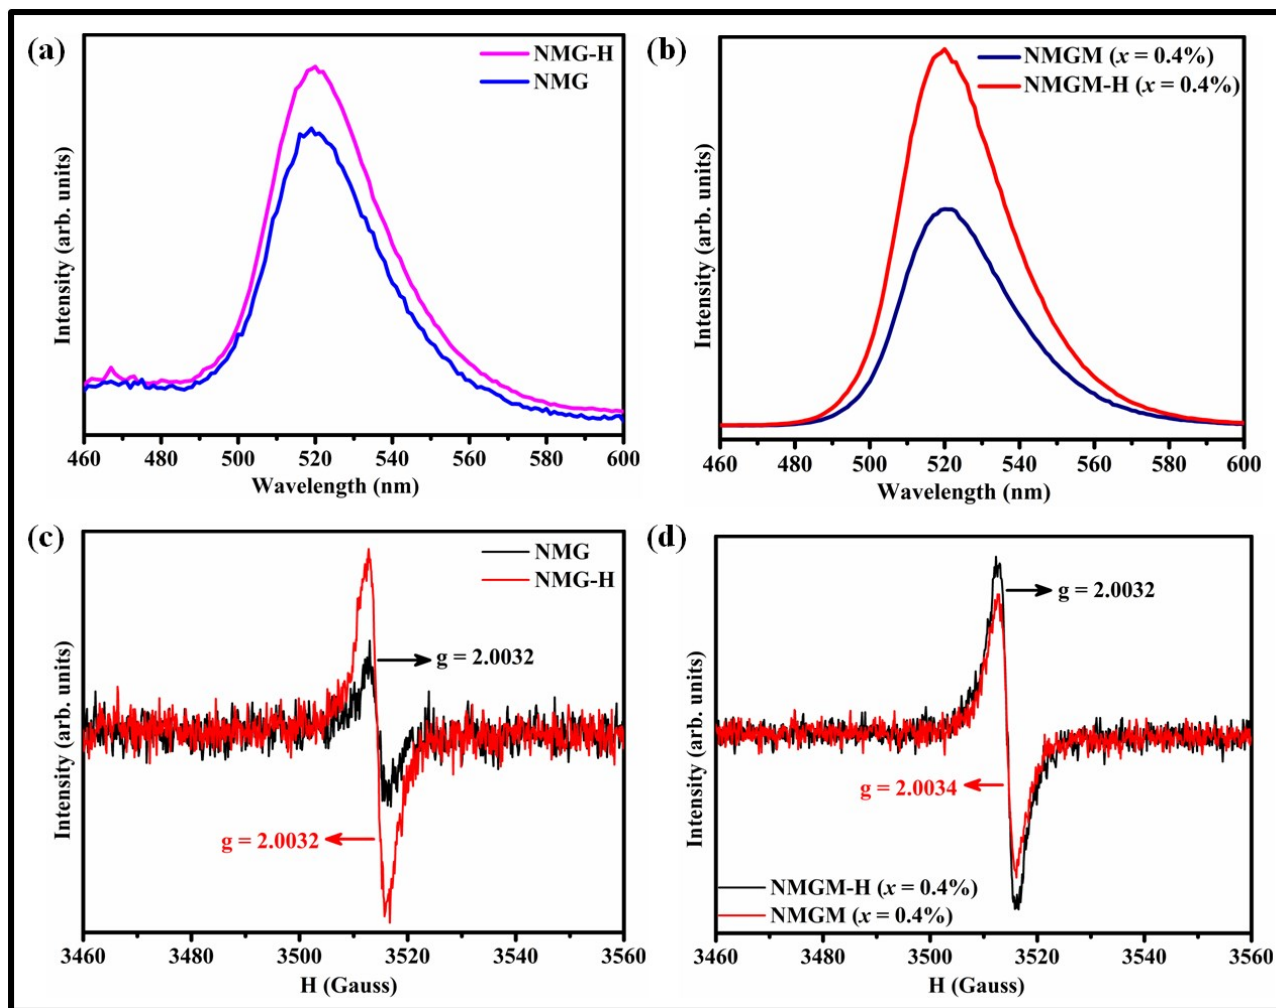 (a)
NMG-H
NMG
Intensity (arb. units)
460 480 500 520 540 560 580 600
Wavelength (nm)
(b)
NMGM (x = 0.4%)
NMGM-H (x = 0.4%)
Intensity (arb. units)
460 480 500 520 540 560 580 600
Wavelength (nm)
(c)
NMG
NMG-H
g = 2.0032
g = 2.0032
Intensity (arb. units)
3460 3480 3500 3520 3540 3560
H (Gauss)
(d)
g = 2.0032
g = 2.0034
NMGM-H (x = 0.4%)
NMGM (x = 0.4%)
Intensity (arb. units)
3460 3480 3500 3520 3540 3560
H (Gauss)